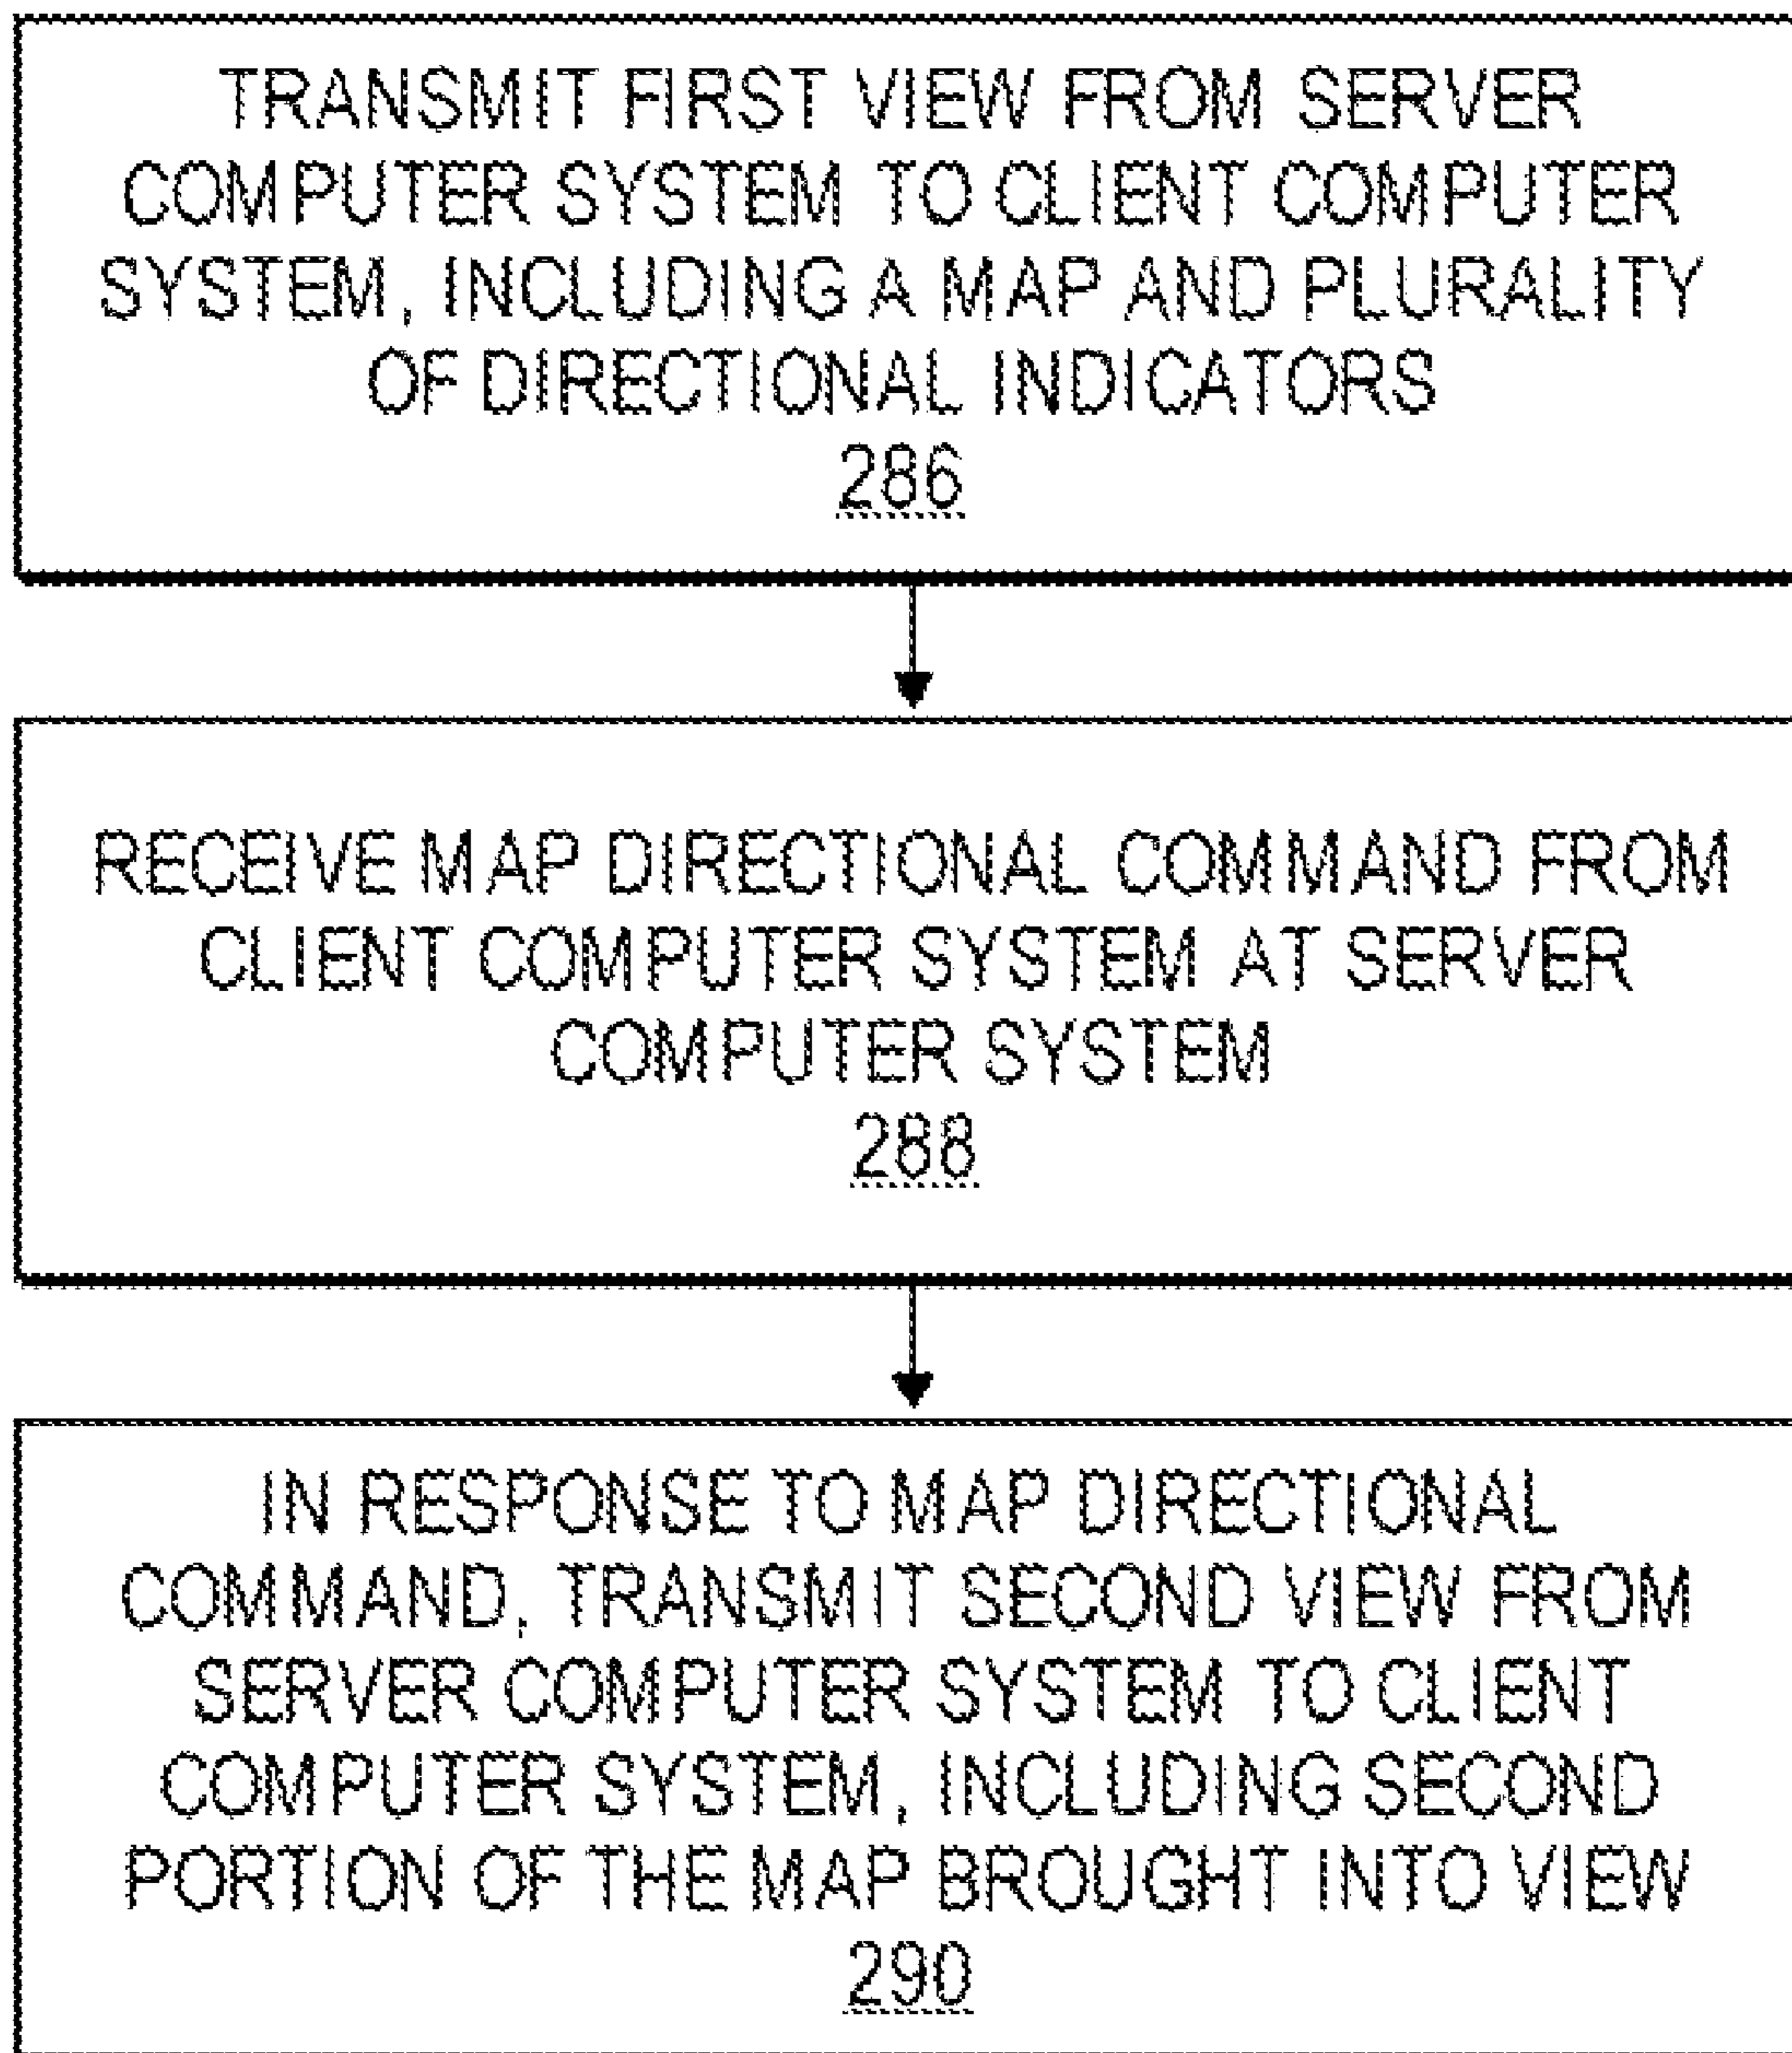 TRANSMIT FIRST VIEW FROM SERVER
COMPUTER SYSTEM TO CLIENT COMPUTER
SYSTEM, INCLUDING A MAP AND PLURALITY
OF DIRECTIONAL INDICATORS
286
RECEIVE MAP DIRECTIONAL COMMAND FROM
CLIENT COMPUTER SYSTEM AT SERVER
COMPUTER SYSTEM
288
IN RESPONSE TO MAP DIRECTIONAL
COMMAND, TRANSMIT SECOND VIEW FROM
SERVER COMPUTER SYSTEM TO CLIENT
COMPUTER SYSTEM, INCLUDING SECOND
PORTION OF THE MAP BROUGHT INTO VIEW
290